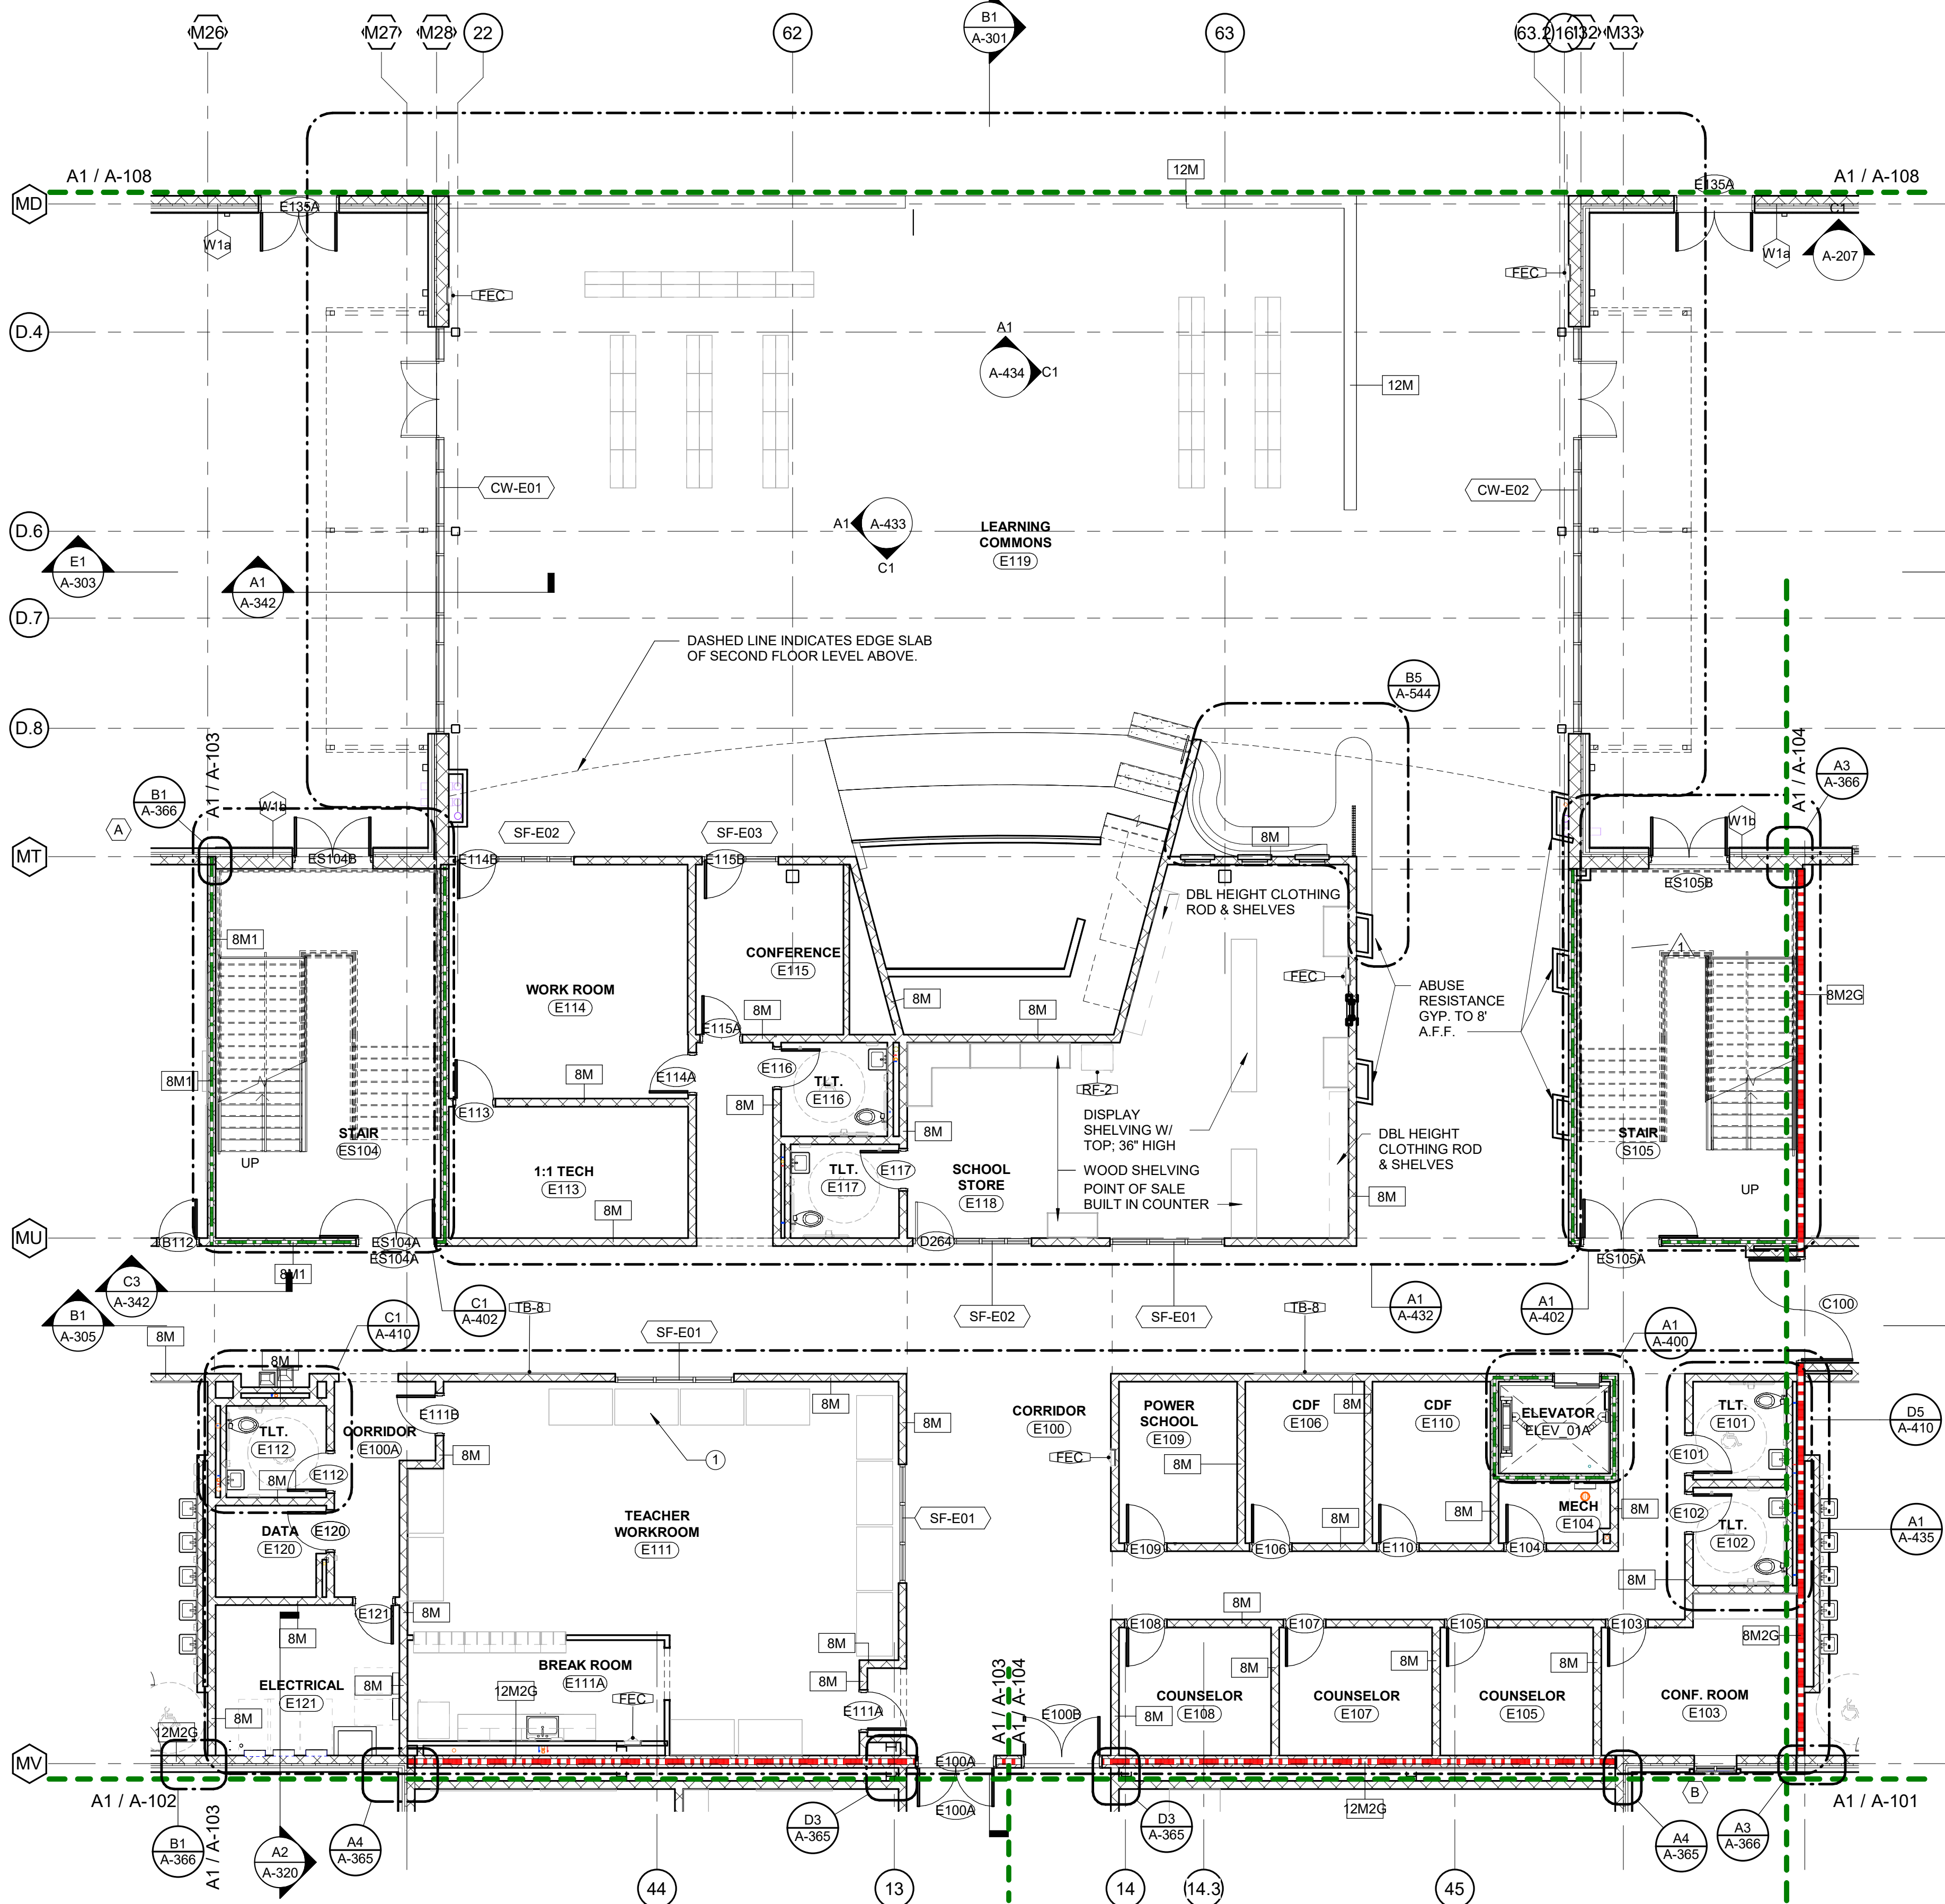 M26
M27
M28
22
62
B1
A-301
63
63.2
16.1
M33
A1 / A-108
12M
A1 / A-108
MD
E135A
E135A
C1
W1a
W1a
A-207
FEC
FEC
D.4
A1
A-434
C1
12M
CW-E01
CW-E02
D.6
A1
A-433
C1
LEARNING
COMMONS
E119
E1
A-303
A1
A-342
D.7
DASHED LINE INDICATES EDGE SLAB
OF SECOND FLOOR LEVEL ABOVE.
B5
A-544
D.8
A1 / A-103
A1 / A-104
B1
A-366
A3
A-366
W1b
W1b
A
SF-E02
SF-E03
8M
MT
ES104B
E114B
E115B
ES105B
DBL HEIGHT CLOTHING
ROD & SHELVES
8M1
CONFERENCE
E115
1
FEC
WORK ROOM
E114
8M
8M
8M
ABUSE
RESISTANCE
GYP. TO 8'
A.F.F.
8M2G
E115A
8M1
8M
E114A
E116
TLT.
E116
RF-2
8M
E113
DISPLAY
SHELVING W/
TOP; 36" HIGH
8M
STAIR
ES104
UP
DBL HEIGHT
CLOTHING ROD
& SHELVES
STAIR
S105
UP
1:1 TECH
E113
TLT.
E117
E117
SCHOOL
STORE
E118
WOOD SHELVING
POINT OF SALE
BUILT IN COUNTER
8M
8M
MU
B112
ES104A
ES104A
D264
ES105A
C3
A-342
8M1
B1
A-305
C1
A-410
C1
A-402
TB-8
SF-E01
SF-E02
SF-E01
TB-8
A1
A-432
A1
A-402
A1
A-400
C100
8M
8M
E111B
8M
8M
CORRIDOR
E100
POWER
SCHOOL
E109
CDF
E106
8M
CDF
E110
ELEVATOR
ELEV_01A
TLT.
E101
D5
A-410
TLT.
E112
CORRIDOR
E100A
8M
1
FEC
8M
E101
E112
8M
DATA
E120
E120
TEACHER
WORKROOM
E111
SF-E01
8M
8M
MECH
E104
8M
E102
TLT.
E102
A1
A-435
E109
E106
E110
E104
8M
E121
8M
8M
8M
E108
E107
E105
E103
8M
8M2G
ELECTRICAL
E121
8M
BREAK ROOM
E111A
12M2G
FEC
8M
E111A
8M
8M
8M
8M
COUNSELOR
E108
COUNSELOR
E107
COUNSELOR
E105
CONF. ROOM
E103
8M
12M2G
A1 / A-103
A1 / A-104
E100B
MV
E100A
E100A
A1 / A-102
12M2G
B
A1 / A-101
B1
A-366
A1 / A-103
A2
A-320
A4
A-365
D3
A-365
D3
A-365
A4
A-365
A3
A-366
44
13
14
14.3
45